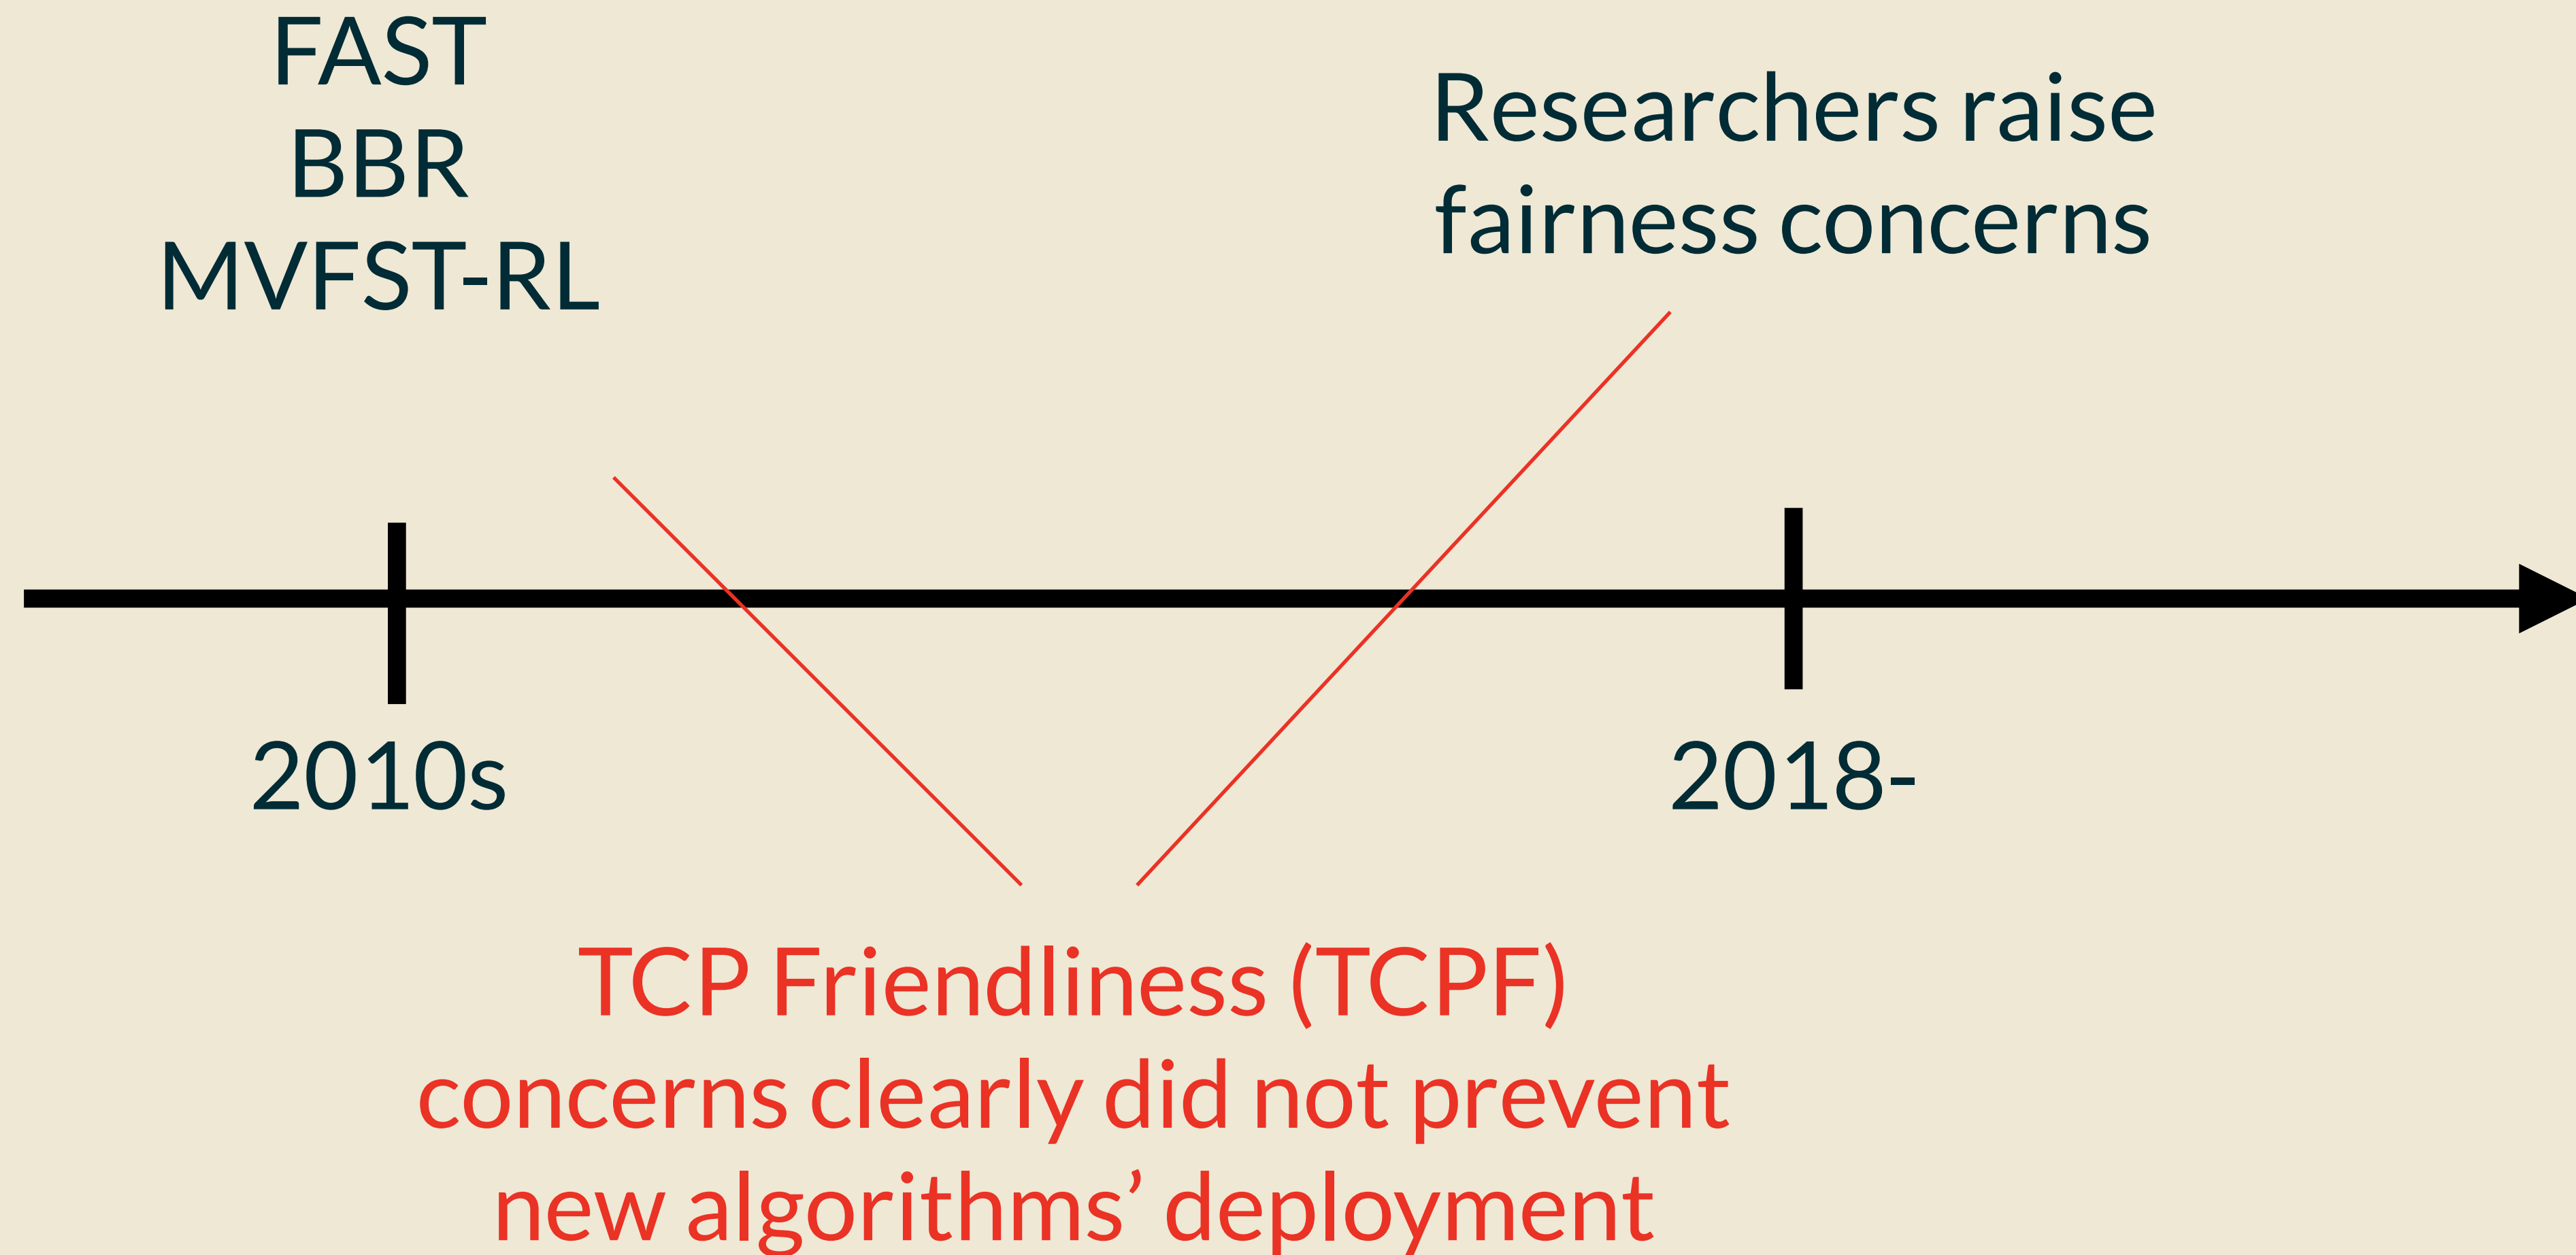 FAST
BBR
MVFST-RL
Researchers raise
fairness concerns
2010s
2018-
TCP Friendliness (TCPF)
concerns clearly did not prevent
new algorithms’ deployment